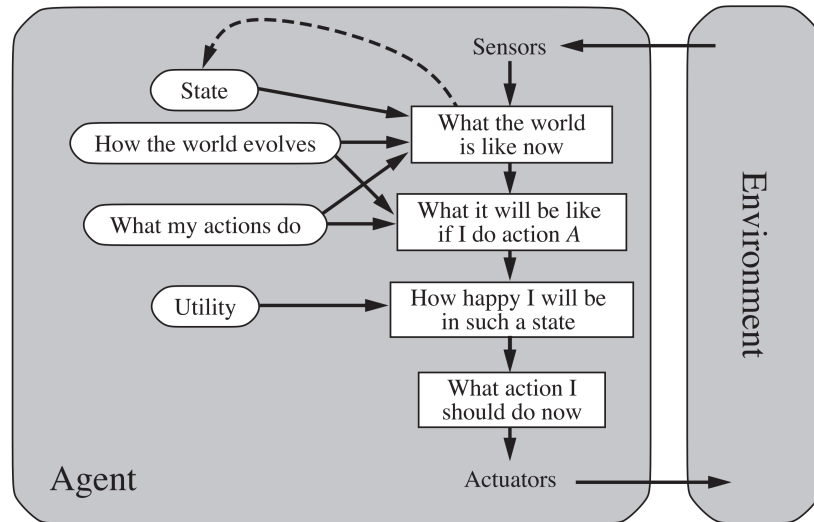 Sensors
State
What the world
is like now
How the world evolves
What it will be like
if I do action A
What my actions do
How happy I will be
in such a state
Utility
What action I
should do now
Agent
Actuators
Environment